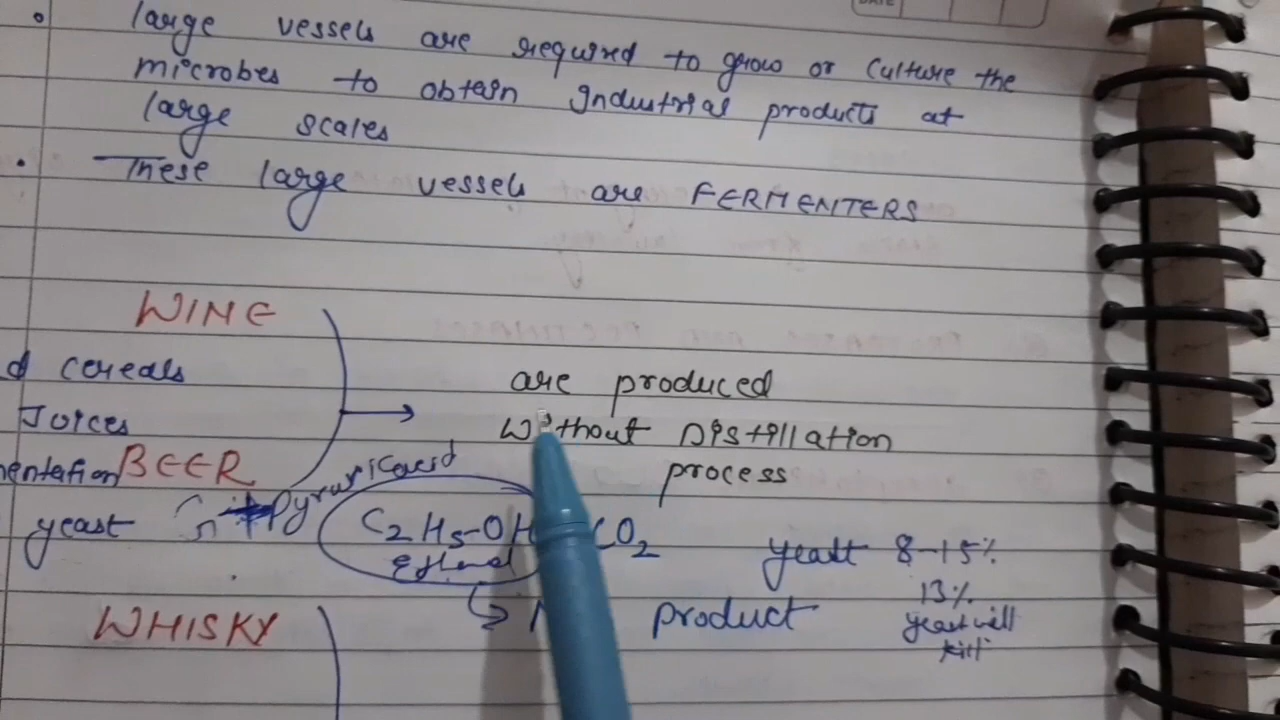 DATE
large vessels are required to grow or culture the
microbes to obtain industrial products at
large scales
These large vessels are FERMENTERS
WINE
d cereals
are produced
Juices
without Distillation
mentation BEER
process
Pyruvic acid
yeast
C2H5-OH CO2
yeast 8-15%
Ethanol
13%
product
yeast will
kill
WHISKY